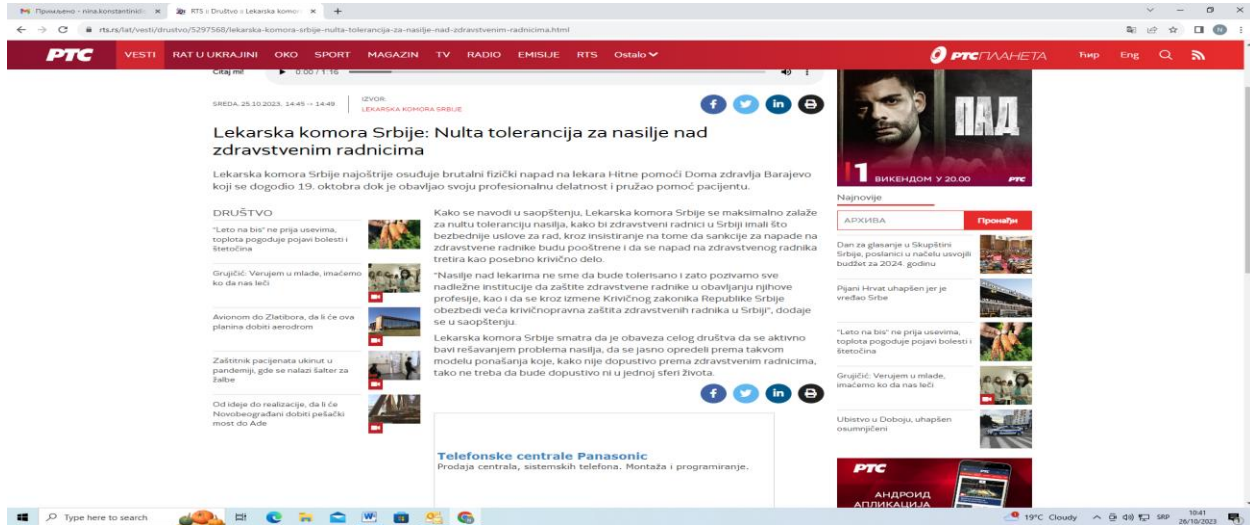 Примљено - nina.konstantinidis
RTS :: Društvo :: Lekarska komor
rts.rs/lat/vesti/drustvo/5297568/lekarska-komora-srbije-nulta-tolerancija-za-nasilje-nad-zdravstvenim-radnicima.html
РТС
VESTI
RAT U UKRAJINI
OKO
SPORT
MAGAZIN
TV
RADIO
EMISIJE
RTS
Ostalo
РТС ПЛАНЕТА
Ћир
Eng
Čitaj mi!
0:00 / 1:16
SREDA, 25.10.2023, 14:45 -> 14:49
IZVOR:
LEKARSKA KOMORA SRBIJE
Lekarska komora Srbije: Nulta tolerancija za nasilje nad
zdravstvenim radnicima
Lekarska komora Srbije najoštrije osuđuje brutalni fizički napad na lekara Hitne pomoći Doma zdravlja Barajevo
koji se dogodio 19. oktobra dok je obavljao svoju profesionalnu delatnost i pružao pomoć pacijentu.
DRUŠTVO
"Leto na bis" ne prija usevima,
toplota pogoduje pojavi bolesti i
štetočina
Grujičić: Verujem u mlade, imaćemo
ko da nas leči
Avionom do Zlatibora, da li će ova
planina dobiti aerodrom
Zaštitnik pacijenata ukinut u
pandemiji, gde se nalazi šalter za
žalbe
Od ideje do realizacije, da li će
Novobeograđani dobiti pešački
most do Ade
Kako se navodi u saopštenju, Lekarska komora Srbije se maksimalno zalaže
za nultu toleranciju nasilja, kako bi zdravstveni radnici u Srbiji imali što
bezbednije uslove za rad, kroz insistiranje na tome da sankcije za napade na
zdravstvene radnike budu pooštrene i da se napad na zdravstvenog radnika
tretira kao posebno krivično delo.
"Nasilje nad lekarima ne sme da bude tolerisano i zato pozivamo sve
nadležne institucije da zaštite zdravstvene radnike u obavljanju njihove
profesije, kao i da se kroz izmene Krivičnog zakonika Republike Srbije
obezbedi veća krivičnopravna zaštita zdravstvenih radnika u Srbiji", dodaje
se u saopštenju.
Lekarska komora Srbije smatra da je obaveza celog društva da se aktivno
bavi rešavanjem problema nasilja, da se jasno opredeli prema takvom
modelu ponašanja koje, kako nije dopustivo prema zdravstvenim radnicima,
tako ne treba da bude dopustivo ni u jednoj sferi života.
Telefonske centrale Panasonic
Prodaja centrala, sistemskih telefona. Montaža i programiranje.
ПАД
1
ВИКЕНДОМ У 20.00
РТС
Najnovije
АРХИВА
Пронађи
Dan za glasanje u Skupštini
Srbije, poslanici u načelu usvojili
budžet za 2024. godinu
Pijani Hrvat uhapšen jer je
vređao Srbe
"Leto na bis" ne prija usevima,
toplota pogoduje pojavi bolesti i
štetočina
Grujičić: Verujem u mlade,
imaćemo ko da nas leči
Ubistvo u Doboju, uhapšen
osumnjičeni
РТС
АНДРОИД
АПЛИКАЦИЈА
Type here to search
19°C Cloudy
SRP
10:41
26/10/2023